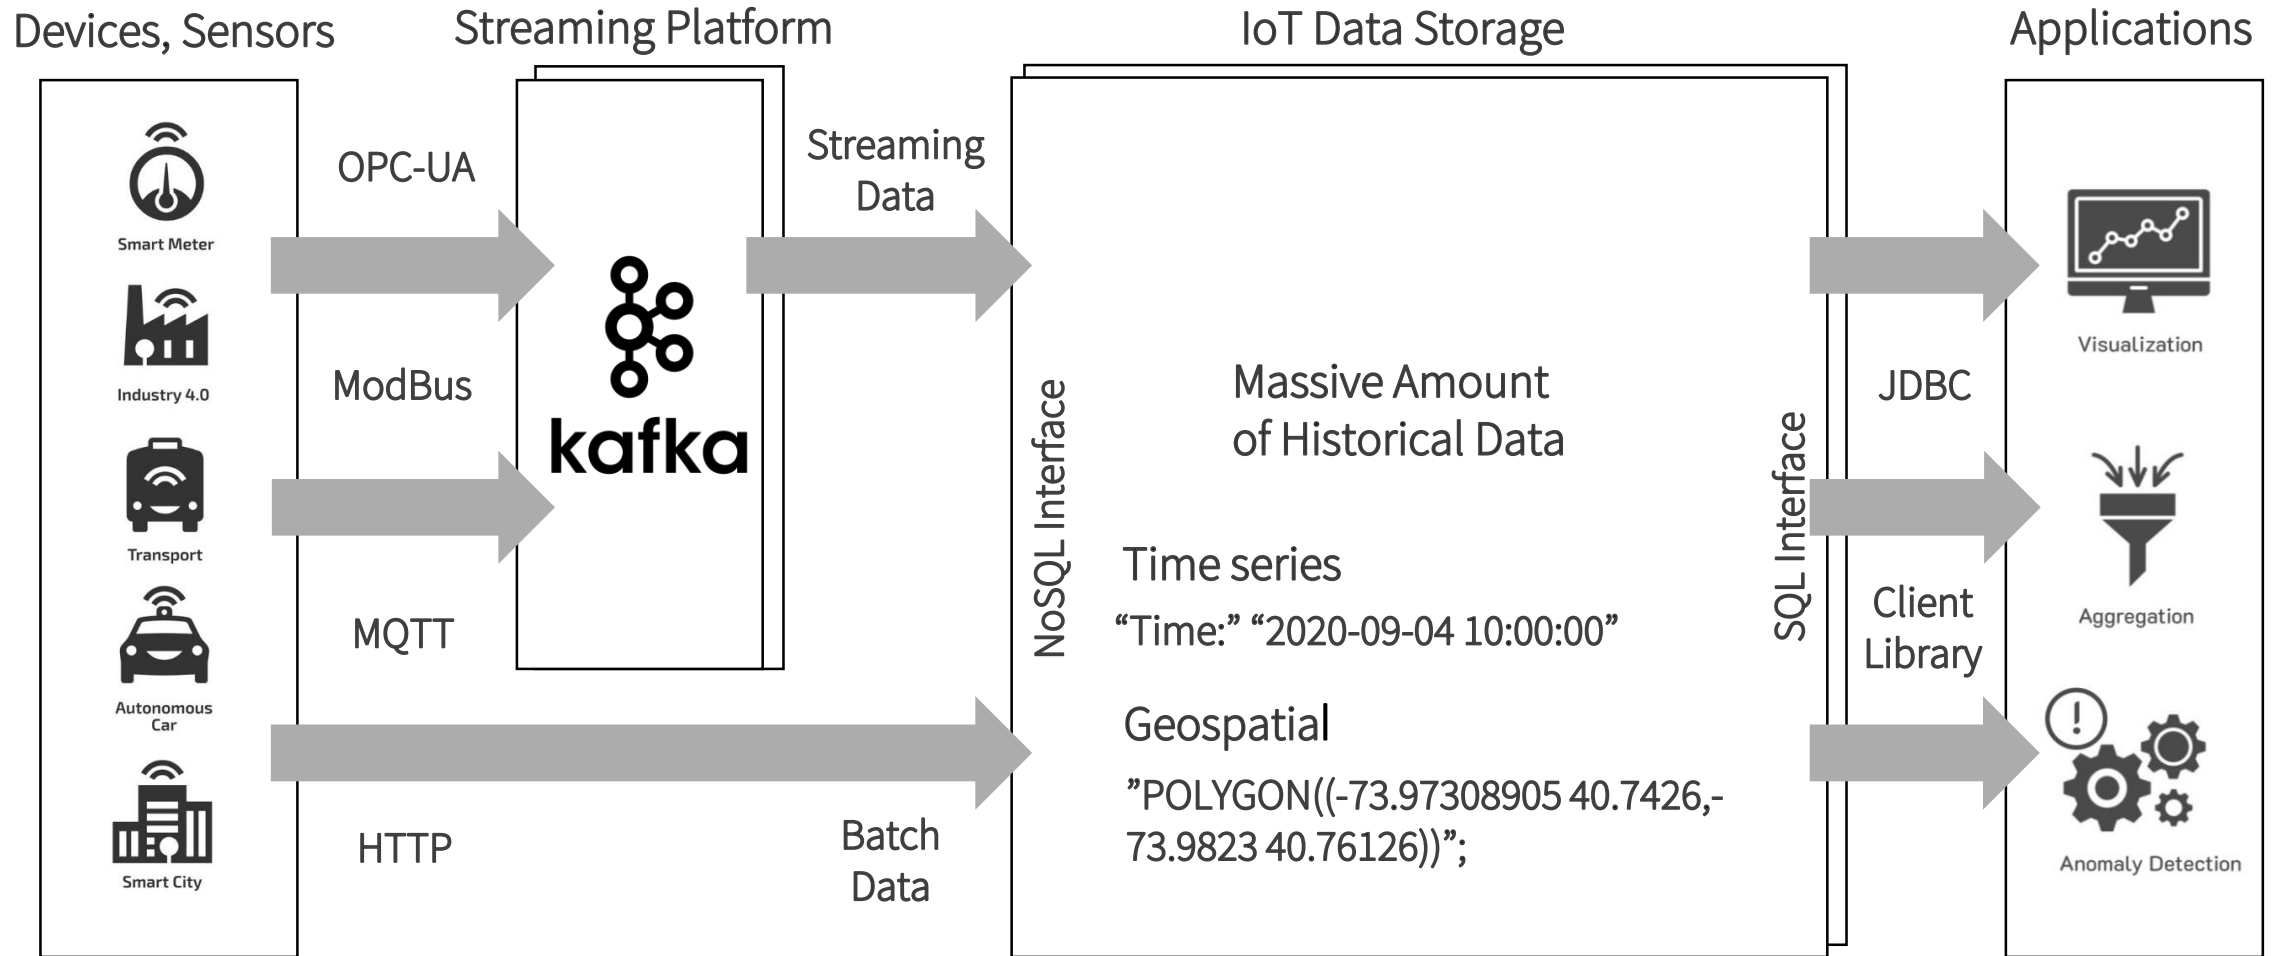 Devices, Sensors
Streaming Platform
IoT Data Storage
Applications
Smart Meter
Industry 4.0
Transport
Autonomous
Car
Smart City
OPC-UA
ModBus
MQTT
HTTP
kafka
Streaming
Data
Batch
Data
NoSQL Interface
Massive Amount
of Historical Data
Time series
“Time:” “2020-09-04 10:00:00”
Geospatial
”POLYGON((-73.97308905 40.7426,-
73.9823 40.76126))”;
SQL Interface
JDBC
Client
Library
Visualization
Aggregation
!
Anomaly Detection